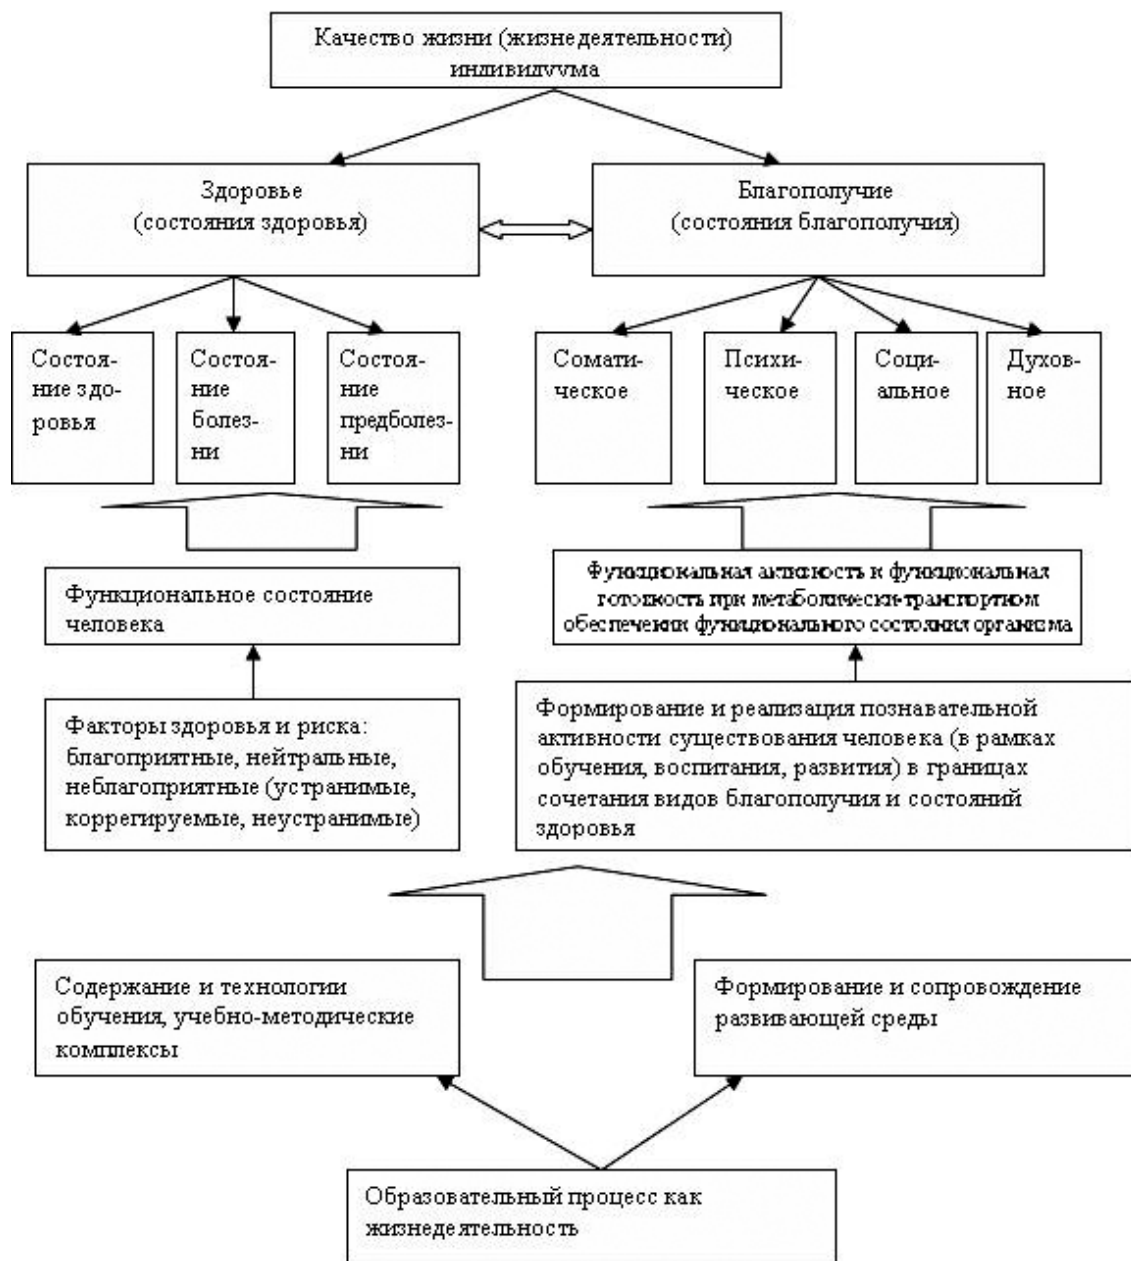 Качество жизни (жизнедеятельности)
индивидуума
Здоровье
(состояния здоровья)
Благополучие
(состояния благополучия)
Состоя-
ние здо-
ровья
Состоя-
ние
болез-
ни
Состоя-
ние
предболез-
ни
Сомати-
ческое
Психи-
ческое
Соци-
альное
Духов-
ное
Функциональное состояние
человека
Функциональная активность и функциональная
готовность при метаболически-транспортном
обеспечении функционального состояния организма
Факторы здоровья и риска:
благоприятные, нейтральные,
неблагоприятные (устранимые,
коррегируемые, неустранимые)
Формирование и реализация познавательной
активности существования человека (в рамках
обучения, воспитания, развития) в границах
сочетания видов благополучия и состояний
здоровья
Содержание и технологии
обучения, учебно-методические
комплексы
Формирование и сопровождение
развивающей среды
Образовательный процесс как
жизнедеятельность